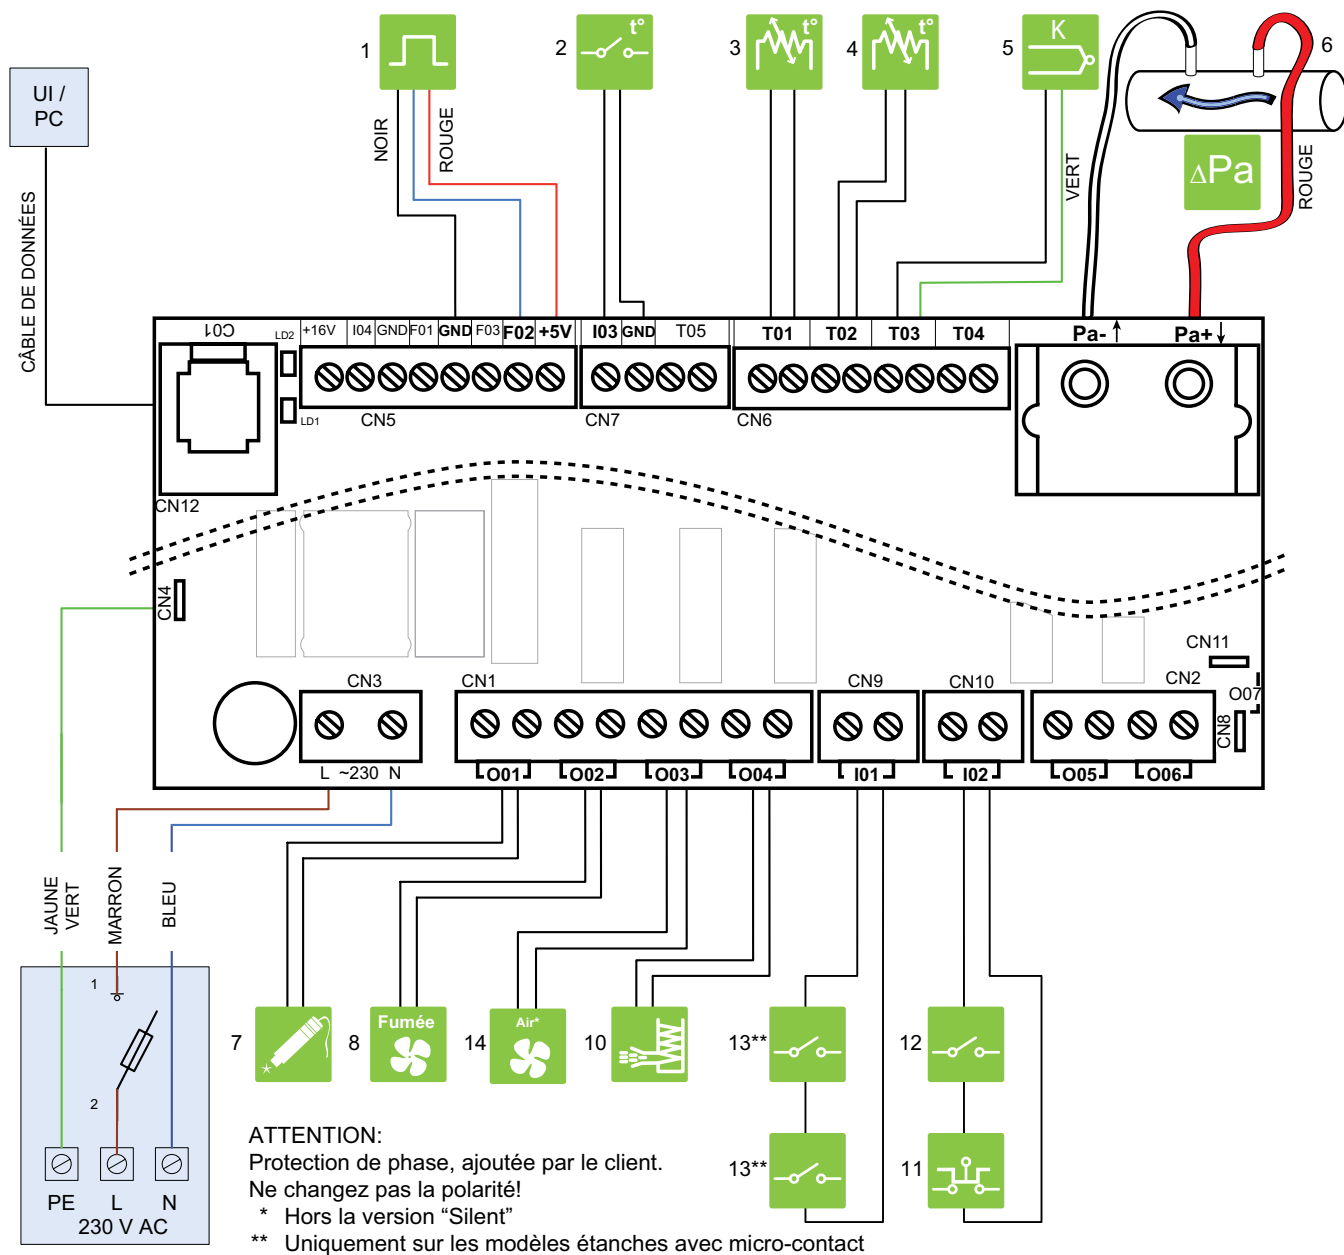 1
2
t°
3
t°
4
t°
5
K
6
UI /
PC
NOIR
ROUGE
VERT
ΔPa
ROUGE
CÂBLE DE DONNÉES
C01
LD2
+16V
I04
GND
F01
GND
F03
F02
+5V
I03
GND
T05
T01
T02
T03
T04
Pa-
Pa+
LD1
CN5
CN7
CN6
CN12
CN4
CN11
CN3
CN1
CN9
CN10
CN2
O07
CN8
L ~230 N
O01
O02
O03
O04
I01
I02
O05
O06
JAUNE
VERT
MARRON
BLEU
1
2
PE
L
N
230 V AC
7
8
Fumée
14
Air*
10
13**
12
13**
11
ATTENTION:
Protection de phase, ajoutée par le client.
Ne changez pas la polarité!
* Hors la version “Silent”
** Uniquement sur les modèles étanches avec micro-contact